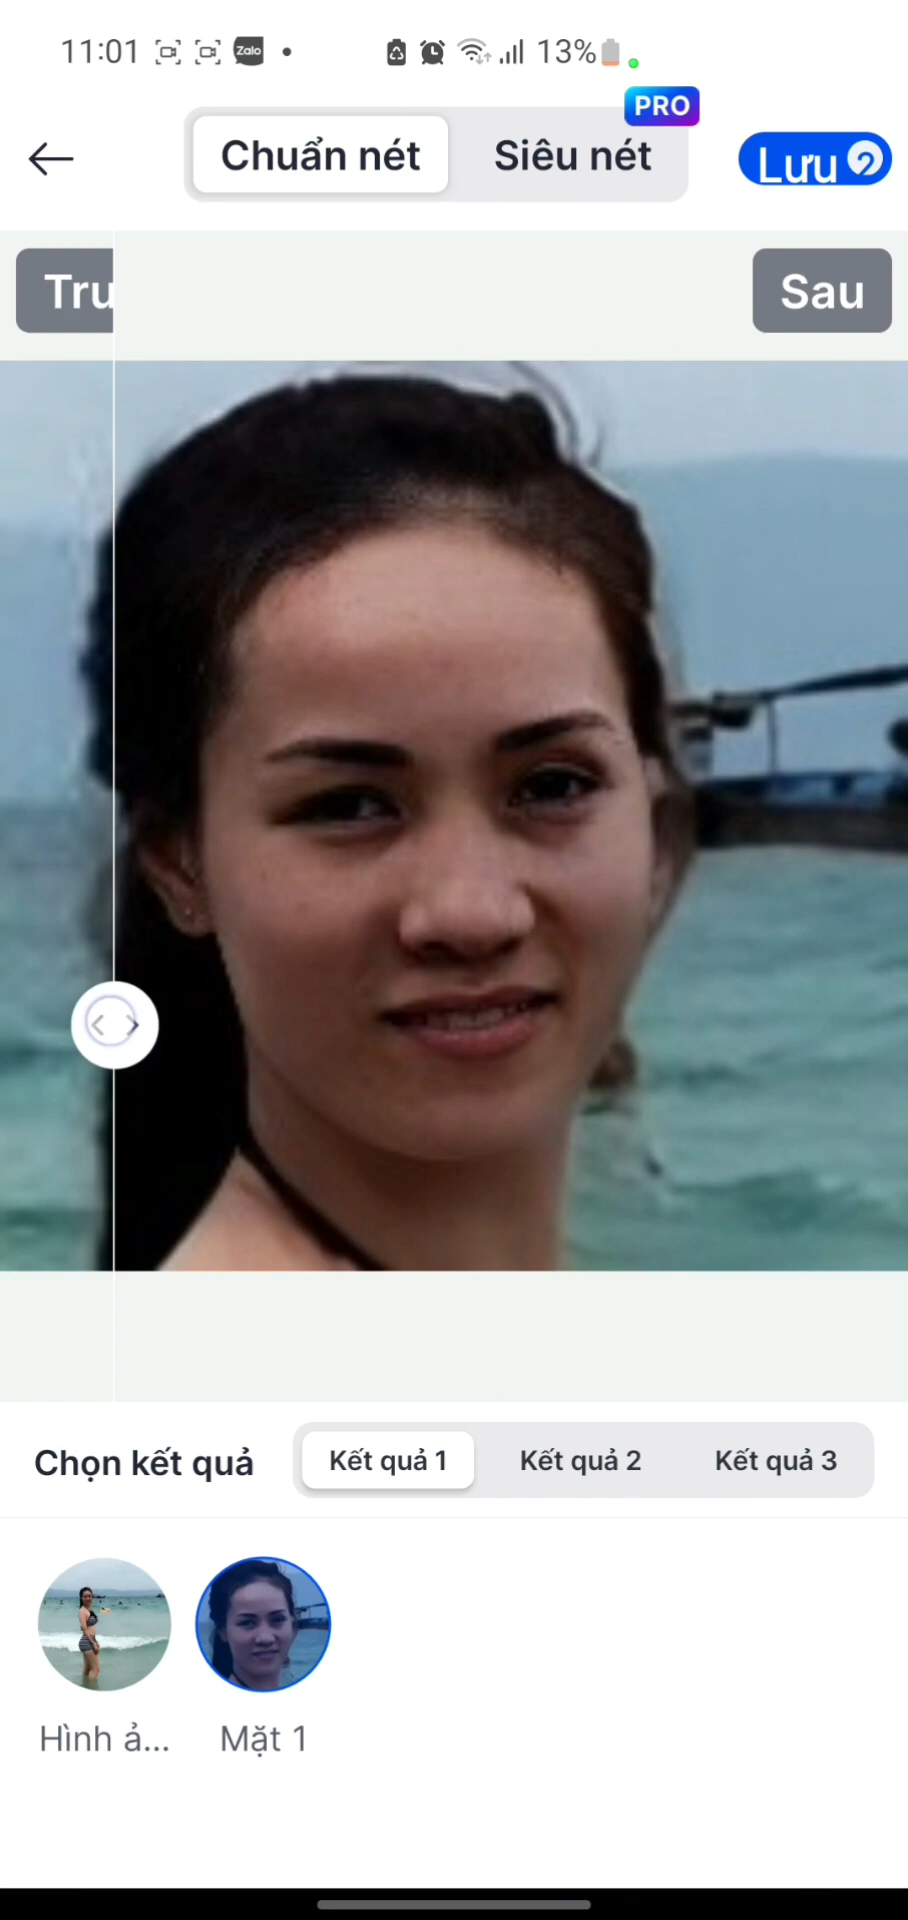 11:01 Zalo 13%
PRO
Chuẩn nét Siêu nét Lưu
Tru Sau
Chọn kết quả Kết quả 1 Kết quả 2 Kết quả 3
Hình ả... Mặt 1